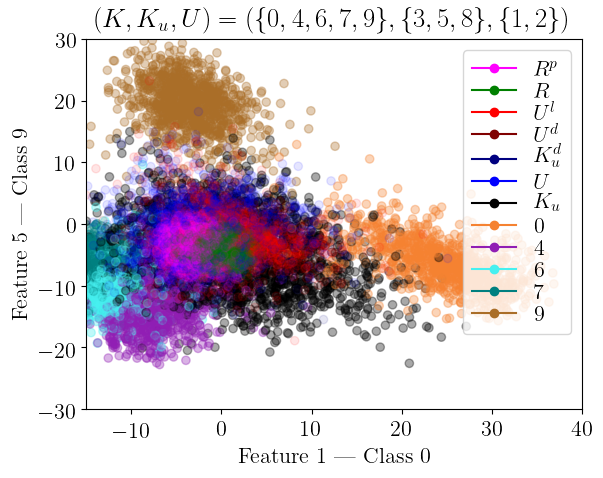 (K, K_u, U) = ({0, 4, 6, 7, 9}, {3, 5, 8}, {1, 2})
30
20
10
0
−10
−20
−30
Feature 5 — Class 9
R^p
R
U^l
U^d
K_u^d
U
K_u
0
4
6
7
9
−10
0
10
20
30
40
Feature 1 — Class 0